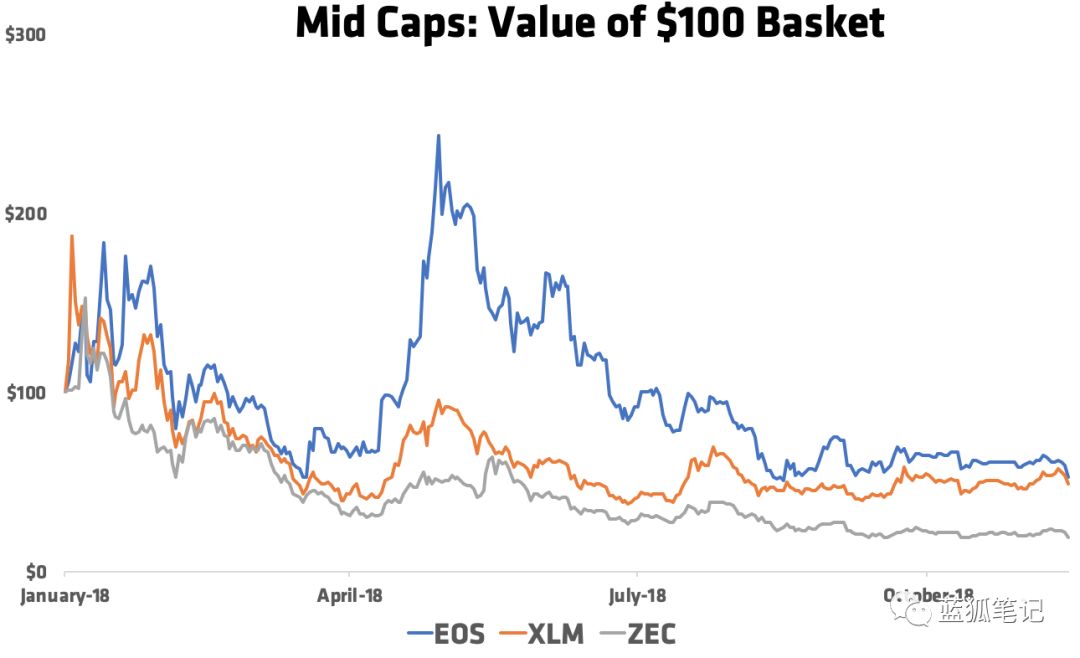 Mid Caps: Value of $100 Basket
$300
$200
$100
$0
January-18 April-18 July-18 October-18
蓝狐笔记
EOS XLM ZEC